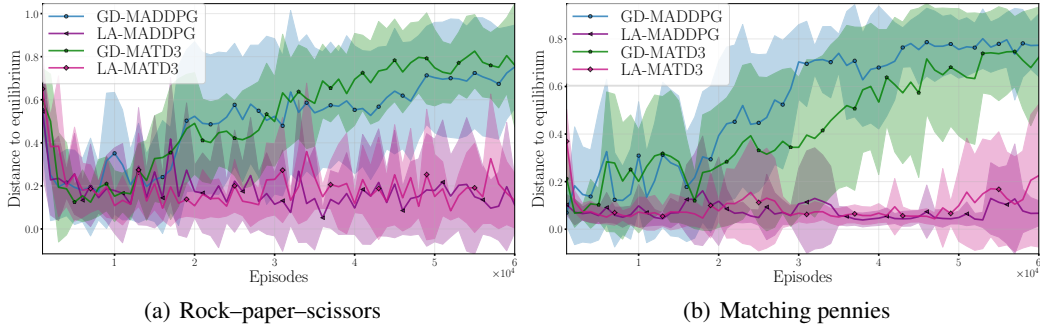 GD-MADDPG
LA-MADDPG
GD-MATD3
LA-MATD3
Distance to equilibrium
1.0
0.8
0.6
0.4
0.2
0.0
1
2
3
4
5
6
×10⁴
Episodes
(a) Rock–paper–scissors
GD-MADDPG
LA-MADDPG
GD-MATD3
LA-MATD3
Distance to equilibrium
0.8
0.6
0.4
0.2
0.0
1
2
3
4
5
6
×10⁴
Episodes
(b) Matching pennies